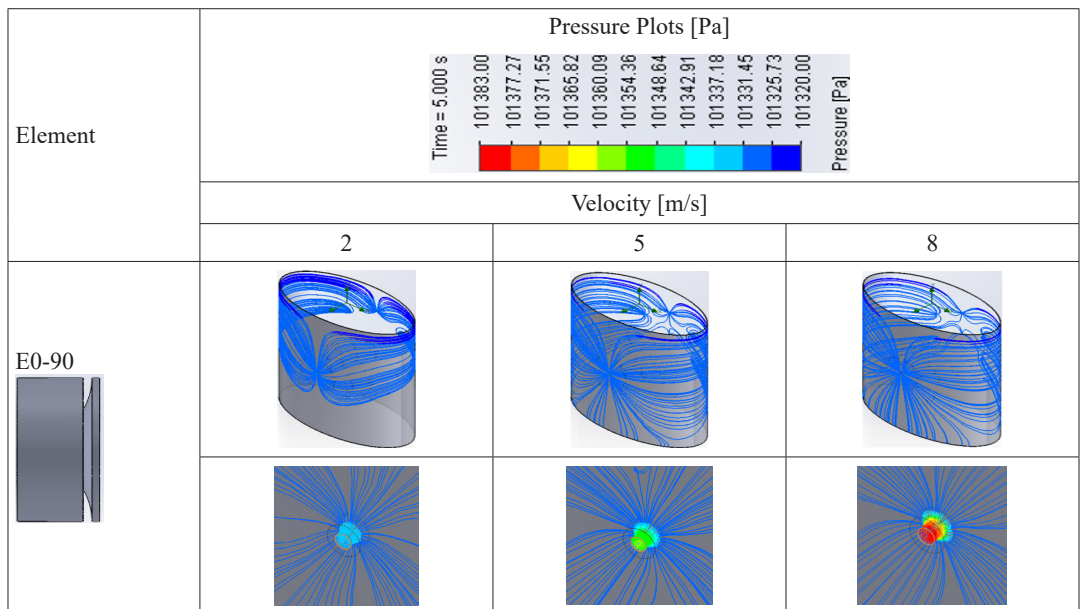 Element
Pressure Plots [Pa]
Time = 5.000 s
101383.00
101377.27
101371.55
101365.82
101360.09
101354.36
101348.64
101342.91
101337.18
101331.45
101325.73
101320.00
Pressure [Pa]
Velocity [m/s]
2
5
8
E0-90